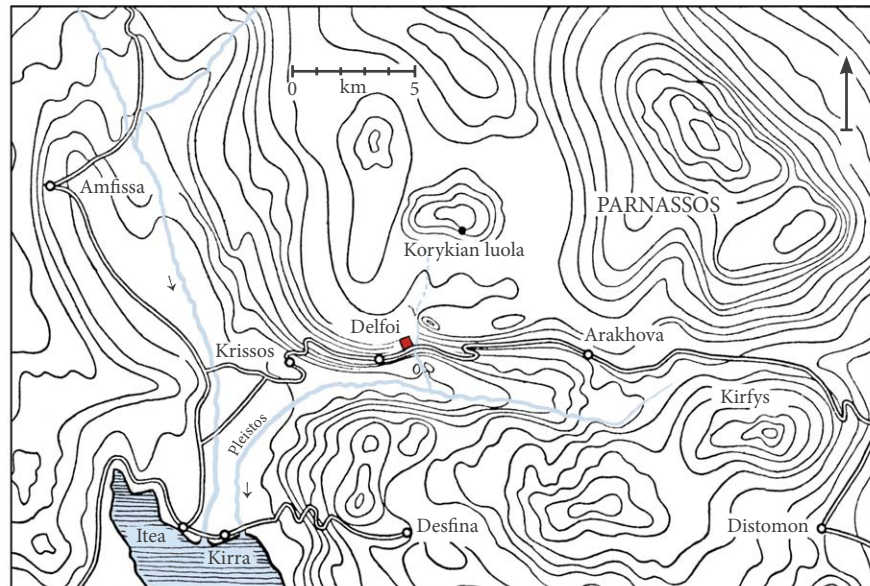 0 km 5
Amfissa
PARNASSOS
Korykian luola
Delfoi
Arakhova
Krissos
Kirfys
Pleistos
Itea
Kirra
Desfina
Distomon